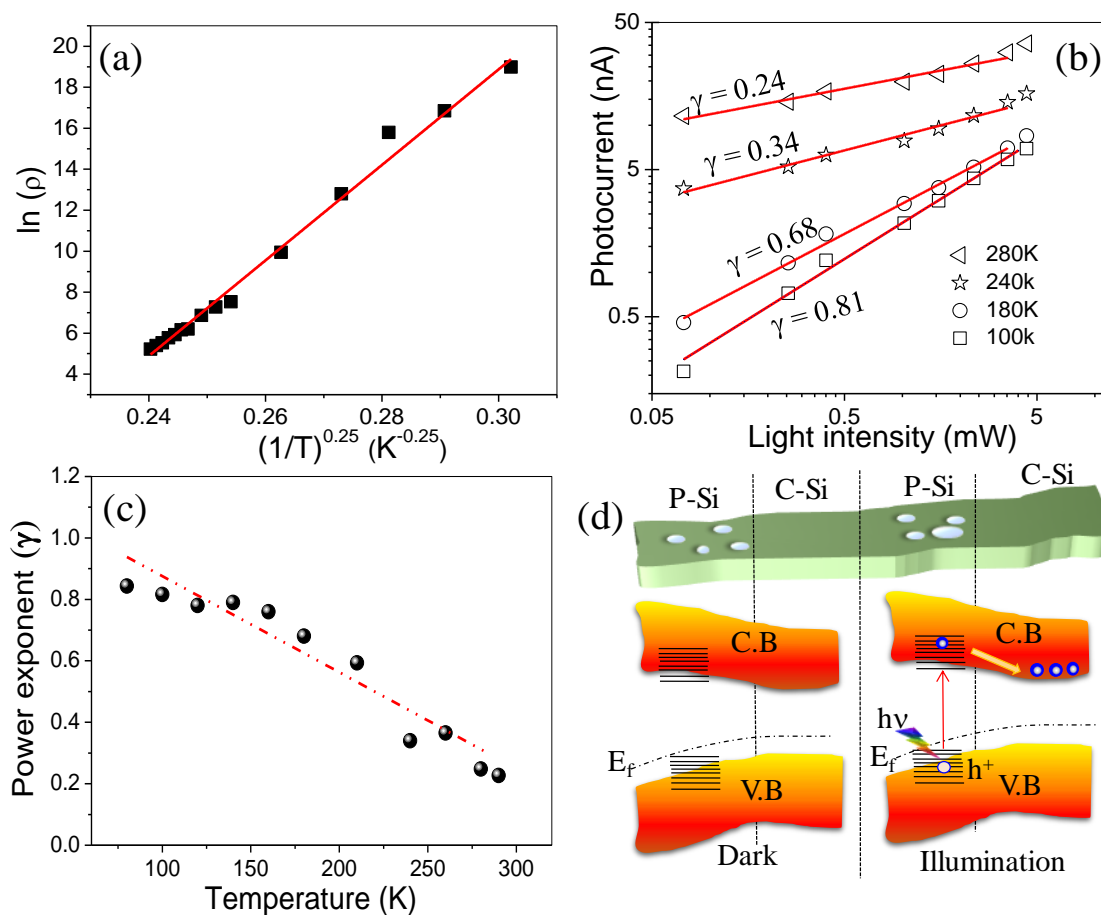 (a)
20
18
16
14
12
10
8
6
4
ln (ρ)
0.24
0.26
0.28
0.30
(1/T)^0.25 (K^-0.25)
(b)
50
5
0.5
Photocurrent (nA)
γ = 0.24
γ = 0.34
γ = 0.68
γ = 0.81
280K
240k
180K
100k
0.05
0.5
5
Light intensity (mW)
(c)
1.2
1.0
0.8
0.6
0.4
0.2
0.0
Power exponent (γ)
100
150
200
250
300
Temperature (K)
(d)
P-Si
C-Si
P-Si
C-Si
C.B
C.B
hν
E_f
E_f
h^+
V.B
V.B
Dark
Illumination